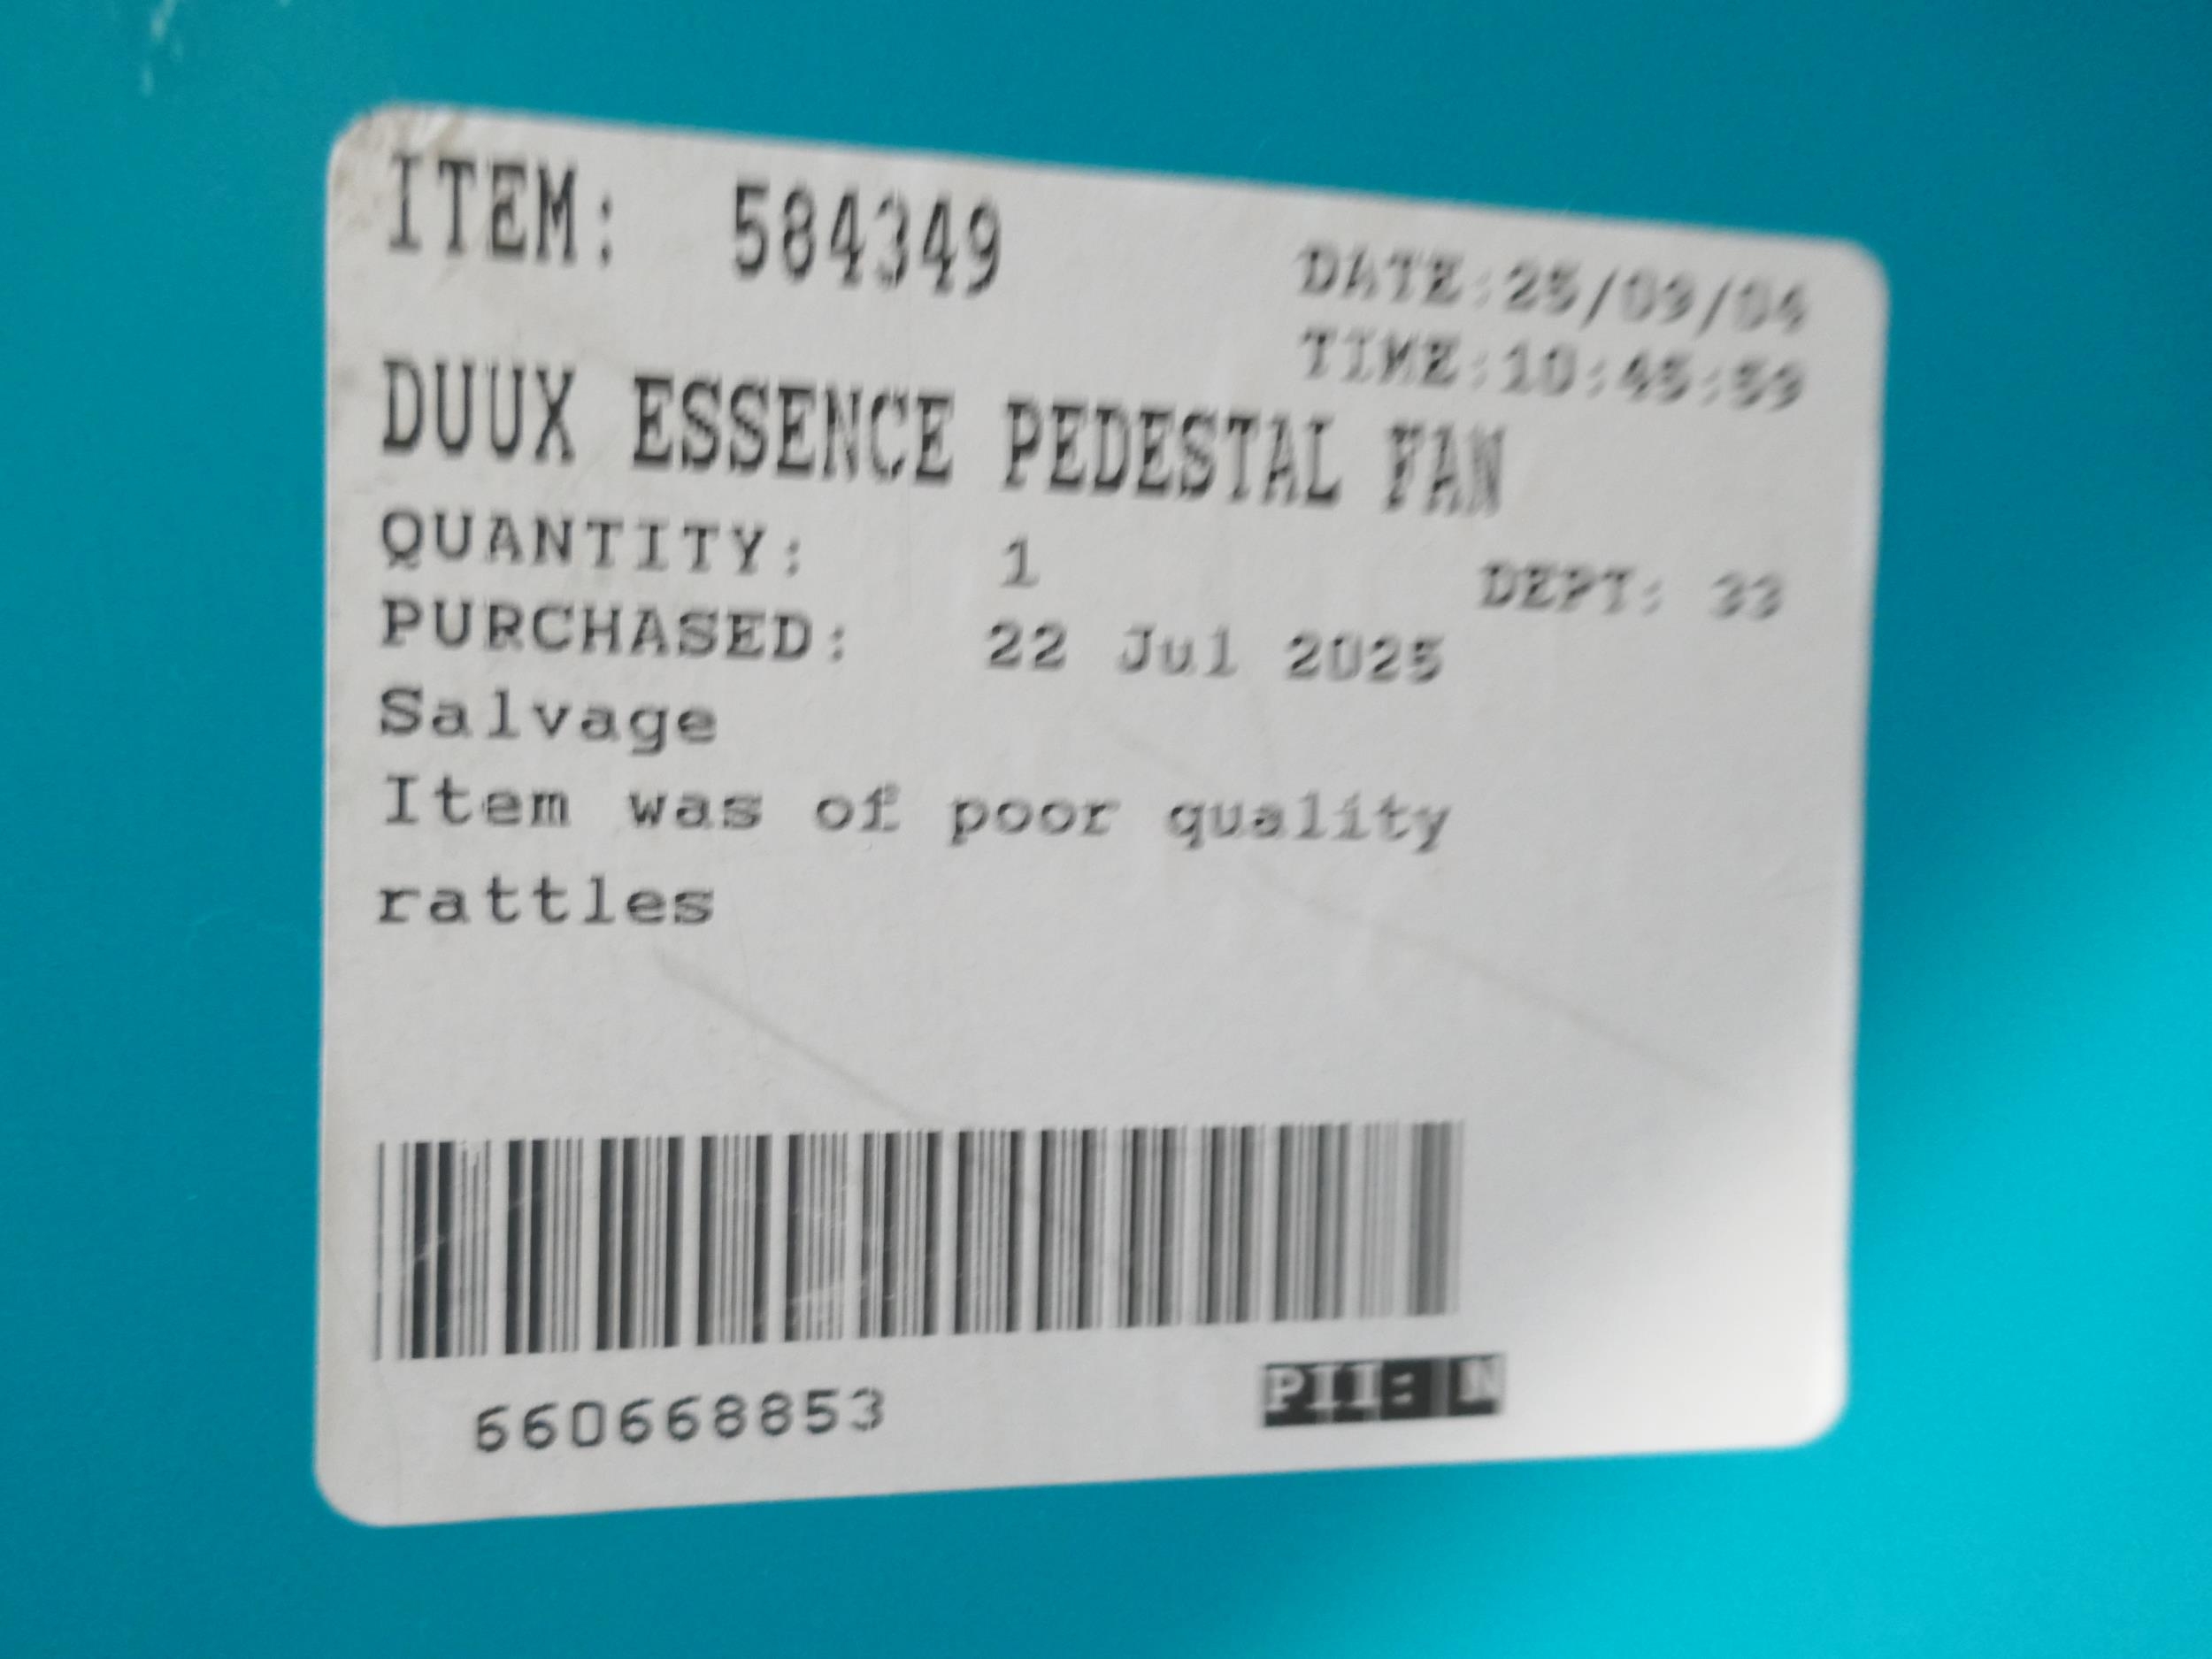 ITEM: 584349
DATE:25/09/04
TIME:10:45:59
DUUX ESSENCE PEDESTAL FAN
QUANTITY: 1
DEPT: 33
PURCHASED: 22 Jul 2025
Salvage
Item was of poor quality
rattles
660668853
PII: N